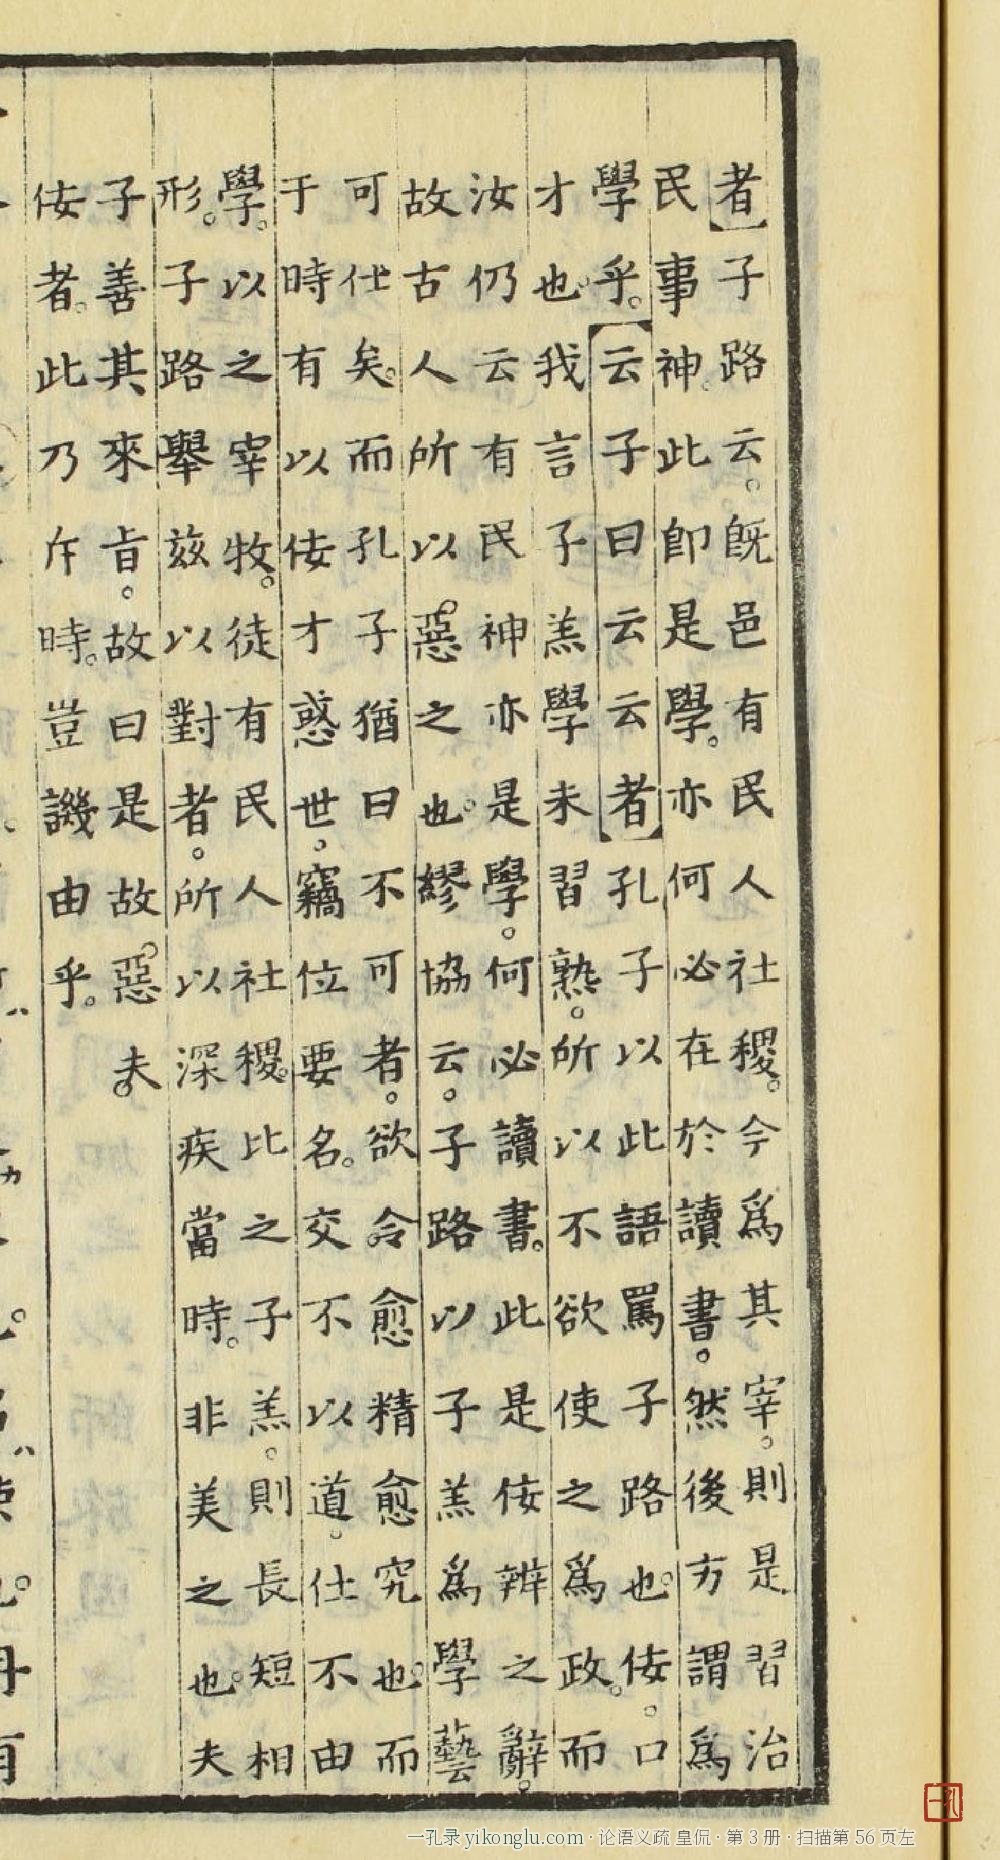 者]子路云。既邑有民人社稷。今爲其宰。則是習治
民事神。此即是學。亦何必在於讀書。然後方謂爲
學乎。[云子曰云云者]孔子以此語罵子路也。佞。口
才也。我言子羔學未習熟。所以不欲使之爲政。而
汝仍云有民神亦是學。何必讀書。此是佞辨之辭。
故古人所以惡之也。繆協云。子路以子羔爲學藝
可仕矣。而孔子猶曰不可者。欲令愈精愈究也。而
于時有以佞才惑世。竊位要名。交不以道。仕不由
學。以之宰牧。徒有民人社稷。比之子羔。則長短相
形。子路舉茲以對者。所以深疾當時。非美之也。夫
子善其來旨。故曰是故惡夫
佞者。此乃斥時。豈譏由乎。
一孔录 yikonglu.com · 论语义疏 皇侃 · 第 3 册 · 扫描第 56 页左
一孔